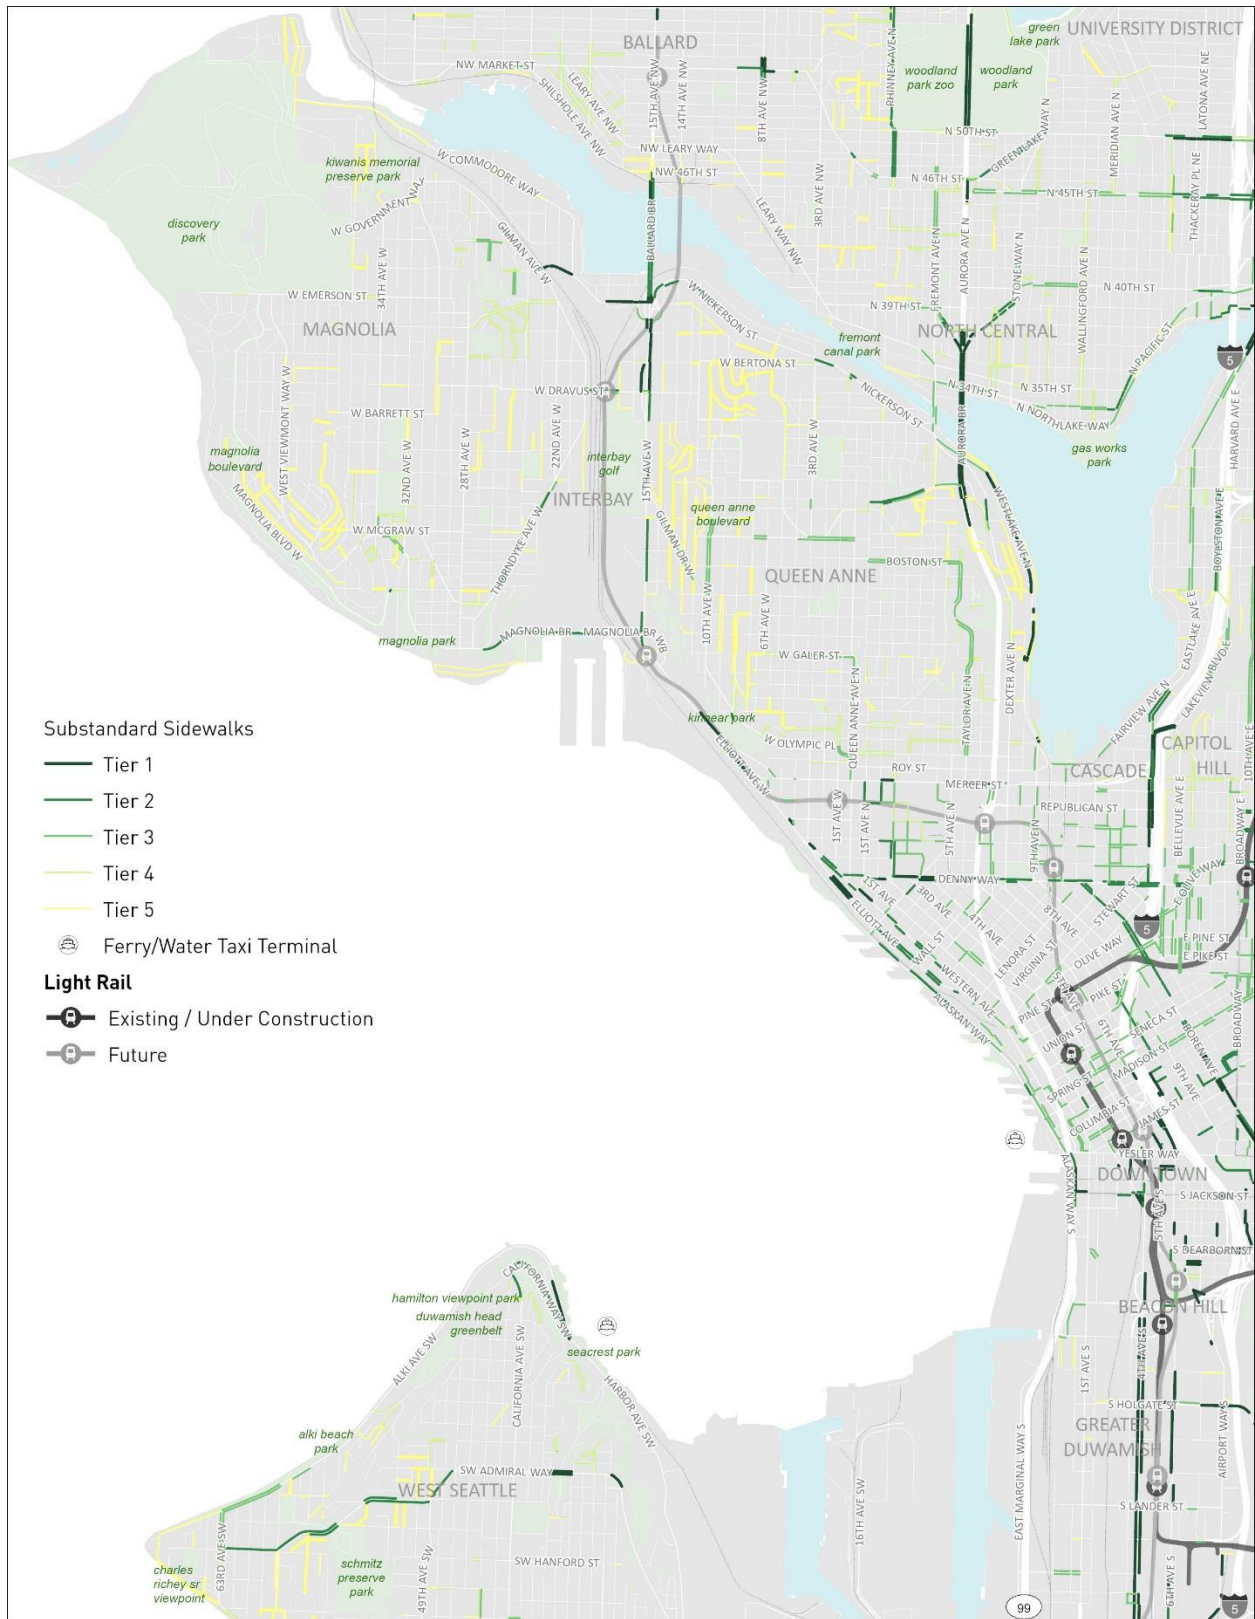 BALLARD
green
lake park
UNIVERSITY DISTRICT
NW MARKET ST
LEARY AVE NW
SHILSHOLE AVE NW
15TH AVE NW
14TH AVE NW
8TH AVE NW
PHINNEY AVE N
woodland
park zoo
woodland
park
LATONA AVE NE
N 50TH ST
GREENLAKE WAY N
MERIDIAN AVE N
NW LEARY WAY
NW 46TH ST
kiwanis memorial
preserve park
W COMMODORE WAY
N 46TH ST
N 45TH ST
THACKERAY PL NE
3RD AVE NW
LEARY WAY NW
discovery
park
W GOVERNMENT WAY
GILMAN AVE W
BALLARD BR
34TH AVE W
FREMONT AVE N
AURORA AVE N
STONE WAY N
WALLINGFORD AVE N
W EMERSON ST
W NICKERSON ST
N 39TH ST
N 40TH ST
MAGNOLIA
NORTH CENTRAL
fremont
canal park
N PACIFIC ST
5
W BERTONA ST
NICKERSON ST
N 34TH ST
N 35TH ST
W DRAVUS ST
N NORTHLAKE WAY
WEST VIEWMONT WAY W
W BARRETT ST
22ND AVE W
3RD AVE W
AURORA BR
HARVARD AVE E
magnolia
boulevard
32ND AVE W
28TH AVE W
interbay
golf
15TH AVE W
gas works
park
INTERBAY
queen anne
boulevard
MAGNOLIA BLVD W
W MCGRAW ST
THORNDYKE AVE W
GILMAN DR W
WESTLAKE AVE N
BOYLSTON AVE E
BOSTON ST
QUEEN ANNE
10TH AVE W
6TH AVE W
EASTLAKE AVE E
magnolia park
MAGNOLIA BR
MAGNOLIA BR WB
W GALER ST
QUEEN ANNE AVE N
TAYLOR AVE N
DEXTER AVE N
FAIRVIEW AVE N
LAKEVIEW BLVD E
kinnear park
W OLYMPIC PL
ELLIOTT AVE W
CAPITOL
HILL
10TH AVE E
ROY ST
CASCADE
MERCER ST
REPUBLICAN ST
BELLEVUE AVE E
BROADWAY E
1ST AVE W
1ST AVE N
5TH AVE N
9TH AVE N
DENNY WAY
E OLIVE WAY
1ST AVE
3RD AVE
4TH AVE
8TH AVE
STEWART ST
5
ELLIOTT AVE
WALL ST
LENORA ST
VIRGINIA ST
OLIVE WAY
E PINE ST
E PIKE ST
WESTERN AVE
ALASKAN WAY
PINE ST
5TH AVE
PIKE ST
UNION ST
6TH AVE
SENECA ST
BOREN AVE
BROADWAY
SPRING ST
MADISON ST
9TH AVE
COLUMBIA ST
JAMES ST
YESLER WAY
DOWNTOWN
ALASKAN WAY S
S JACKSON ST
5TH AVE S
S DEARBORN ST
BEACON HILL
4TH AVE S
1ST AVE S
S HOLGATE ST
GREATER
DUWAMISH
AIRPORT WAY S
EAST MARGINAL WAY S
S LANDER ST
6TH AVE S
99
5
Substandard Sidewalks
Tier 1
Tier 2
Tier 3
Tier 4
Tier 5
Ferry/Water Taxi Terminal
Light Rail
Existing / Under Construction
Future
CALIFORNIA WAY SW
hamilton viewpoint park
duwamish head
greenbelt
seacrest park
ALKI AVE SW
CALIFORNIA AVE SW
HARBOR AVE SW
alki beach
park
SW ADMIRAL WAY
WEST SEATTLE
16TH AVE SW
63RD AVE SW
49TH AVE SW
SW HANFORD ST
schmitz
preserve
park
charles
richey sr
viewpoint